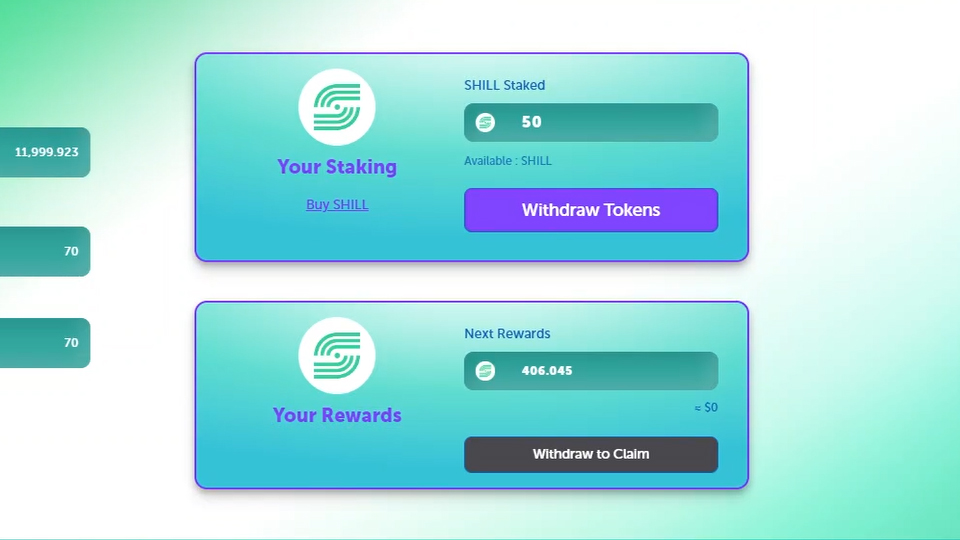 11,999.923
70
70
Your Staking
Buy SHILL
SHILL Staked
50
Available : SHILL
Withdraw Tokens
Your Rewards
Next Rewards
406.045
≈ $0
Withdraw to Claim